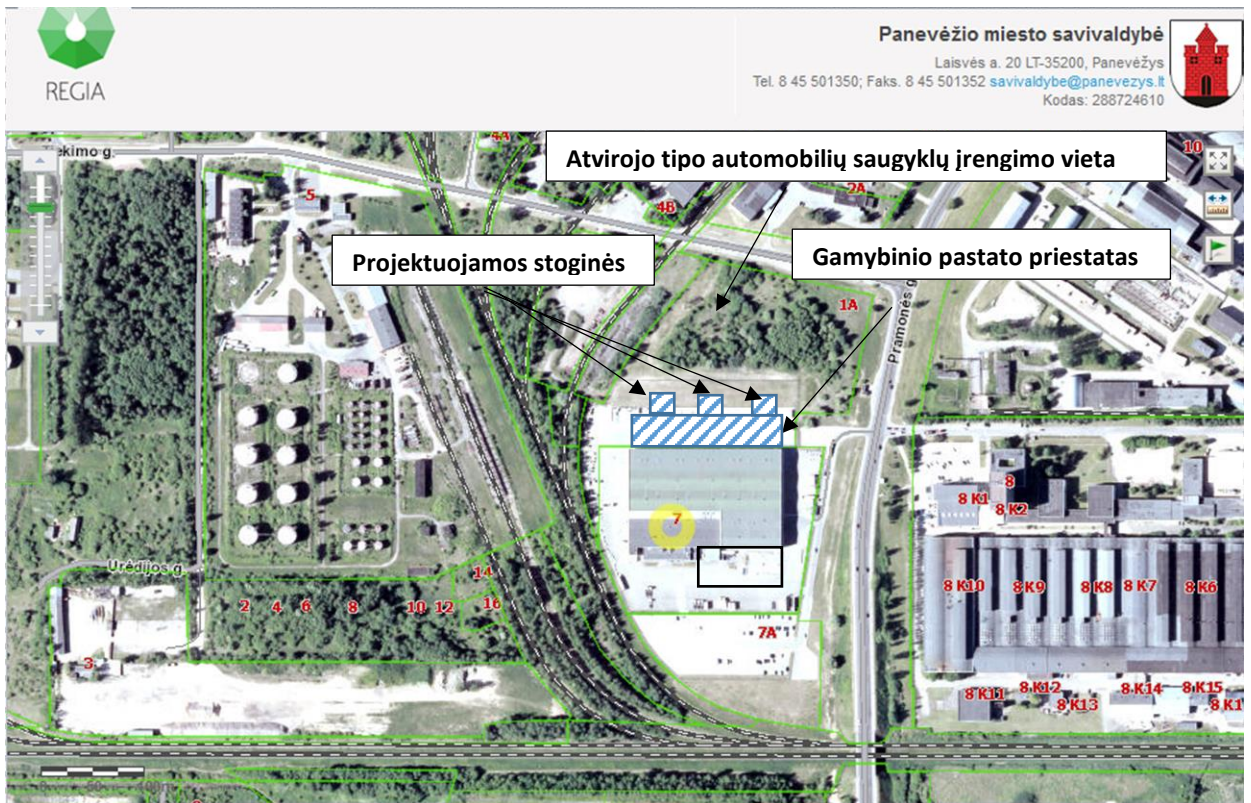 REGIA
Panevėžio miesto savivaldybė
Laisvės a. 20 LT-35200, Panevėžys
Tel. 8 45 501350; Faks. 8 45 501352 savivaldybe@panevezys.lt
Kodas: 288724610
Tiekimo g.
4A
10
Atvirojo tipo automobilių saugyklų įrengimo vieta
5
2A
4B
Projektuojamos stoginės
Gamybinio pastato priestatas
1A
Pramonės g.
8
8 K1
8 K2
7
Urėdijos g.
14
2 4 6 8 10 12
16
8 K10
8 K9
8 K8
8 K7
8 K6
7A
3
8 K11
8 K12
8 K13
8 K14
8 K15